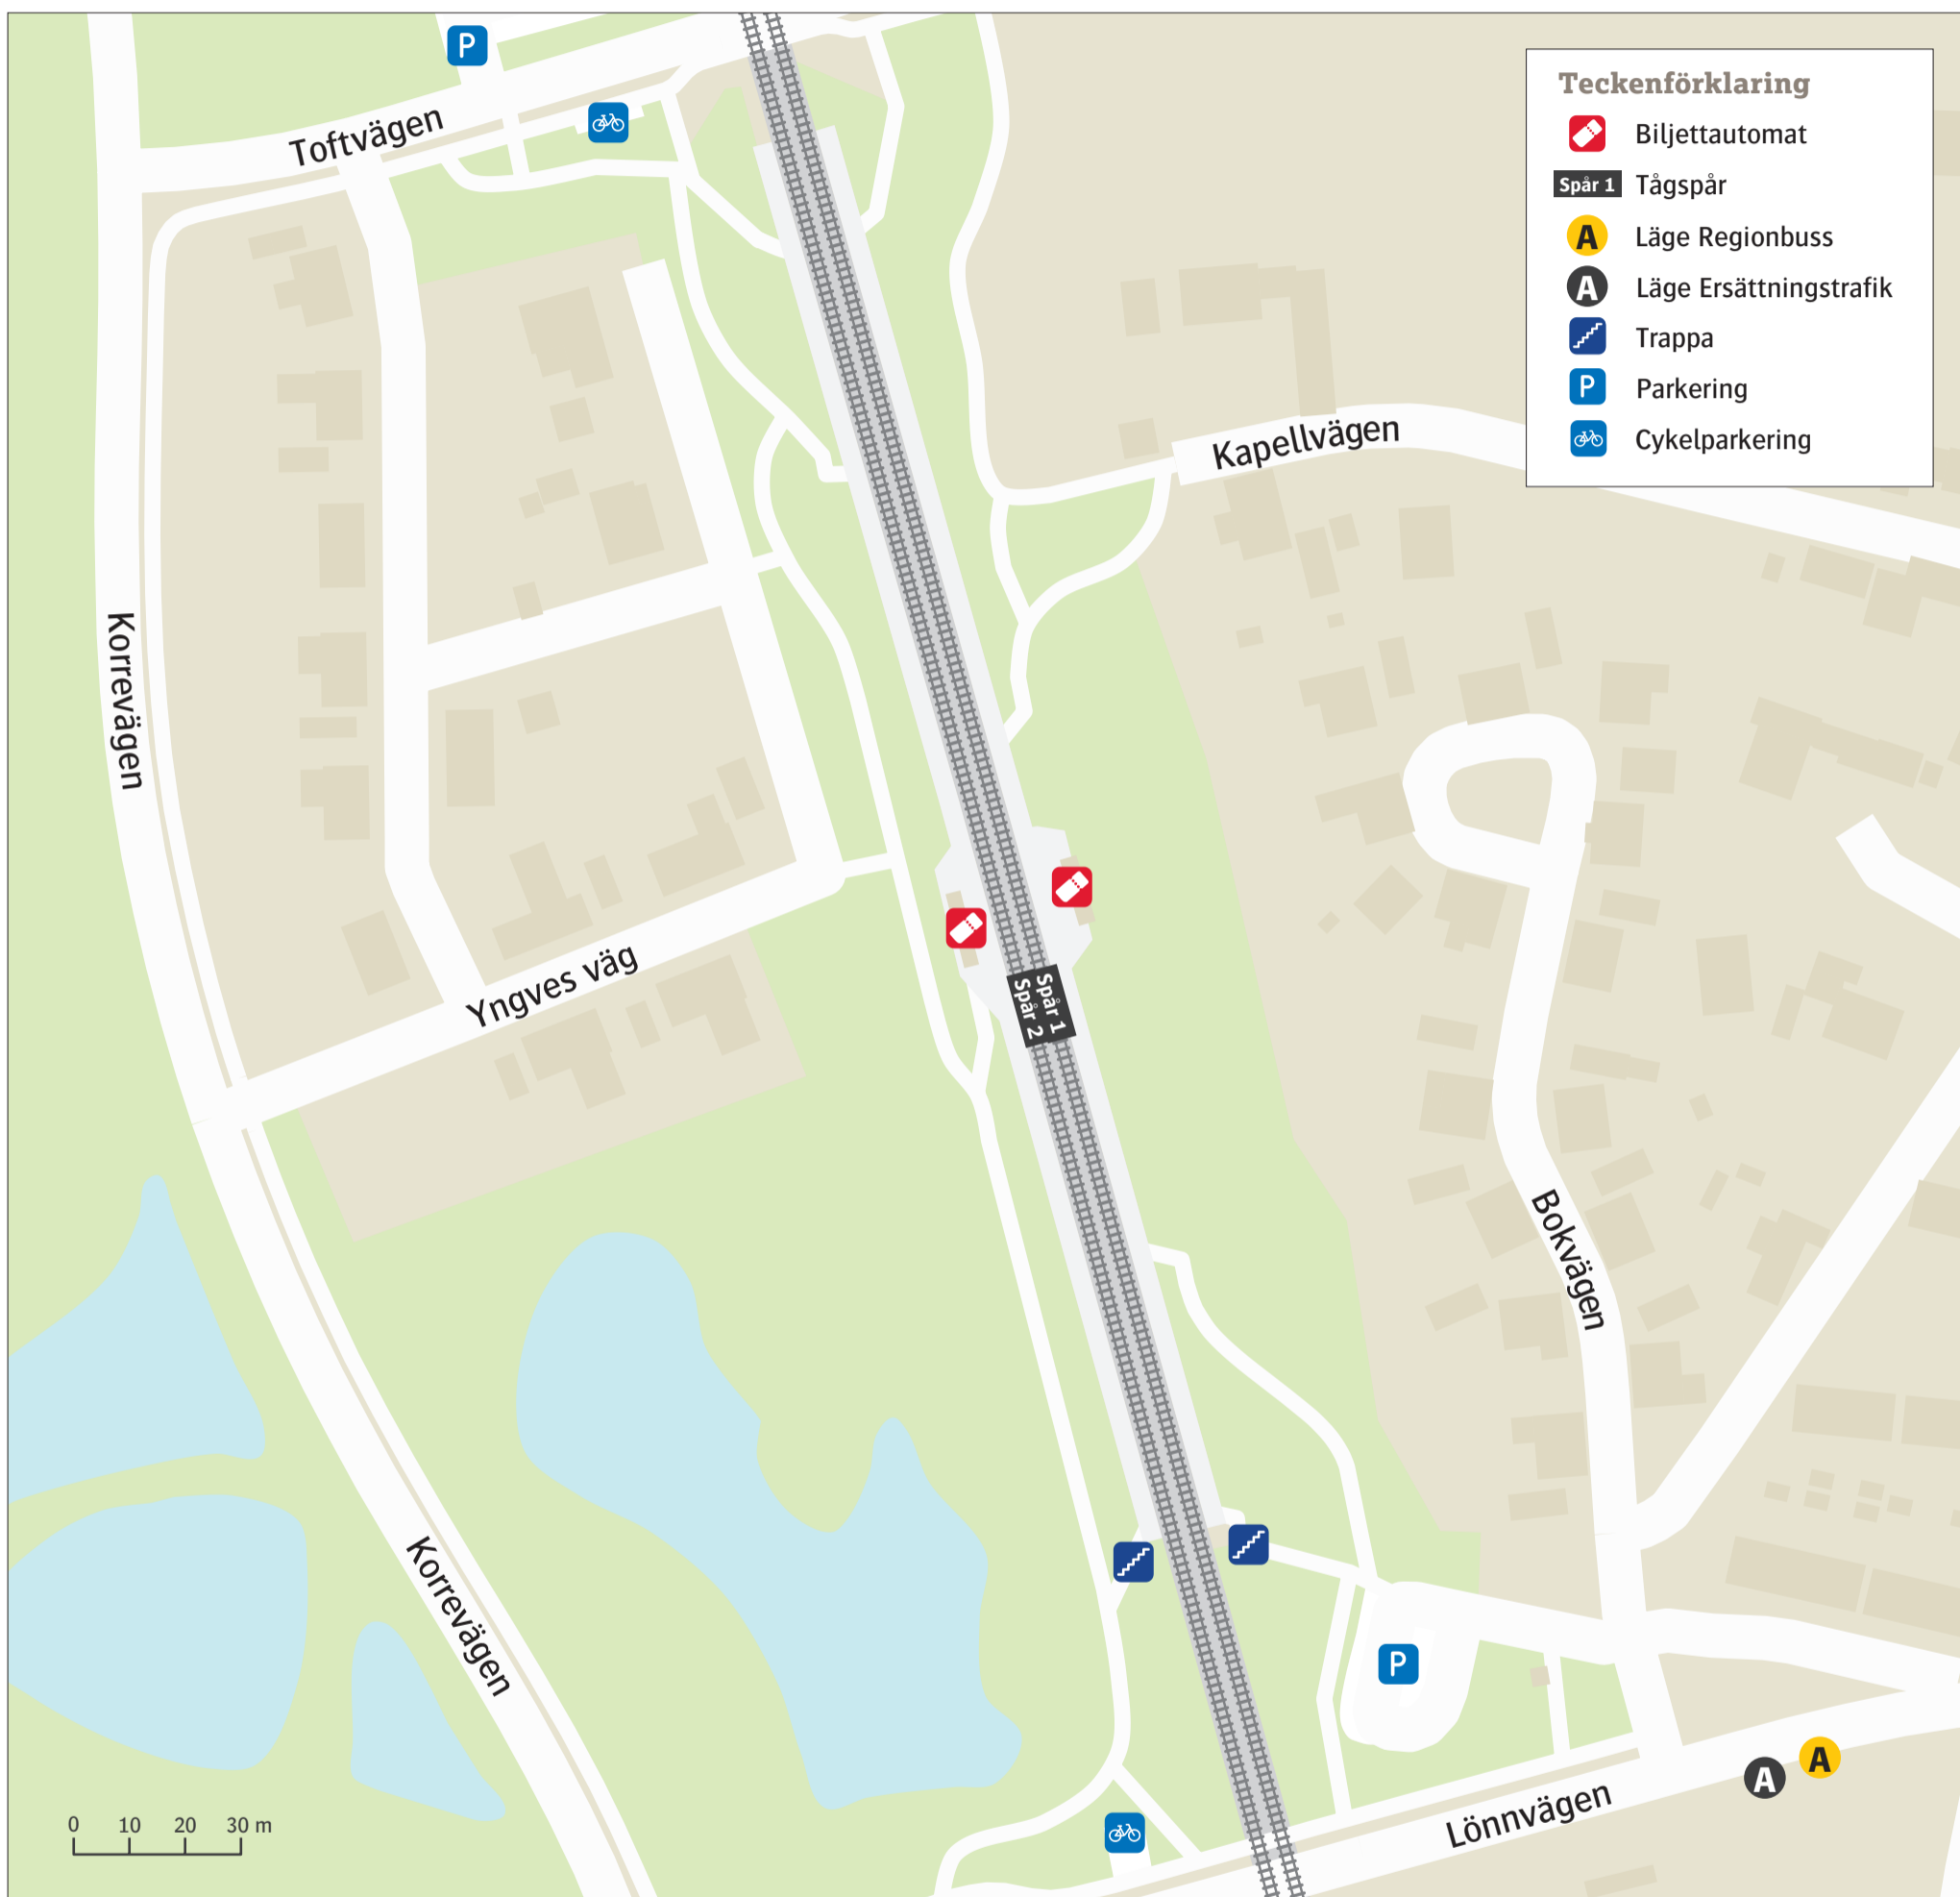 P
Toftvägen
Teckenförklaring
Biljettautomat
Spår 1 Tågspår
A Läge Regionbuss
A Läge Ersättningstrafik
Trappa
P Parkering
Cykelparkering
Kapellvägen
Korrevägen
Yngves väg
Spår 1
Spår 2
Bokvägen
Korrevägen
P
A
A
Lönnvägen
0 10 20 30 m